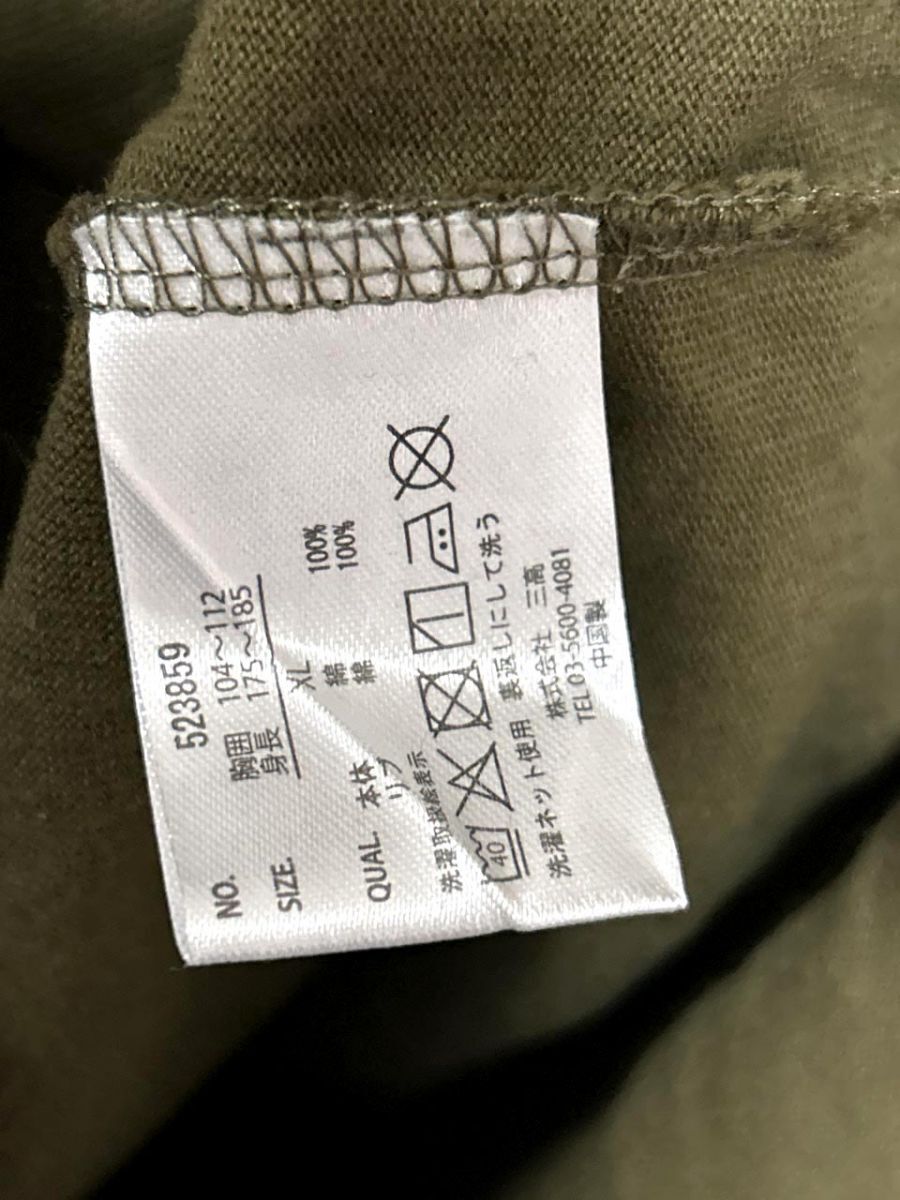 NO. 523859
胸囲 104～112
身長 175～185
SIZE. XL
QUAL. 本体 綿 100%
リブ 綿 100%
洗濯取扱絵表示
40
洗濯ネット使用 裏返しにして洗う
株式会社 三高
TEL03-5600-4081
中国製